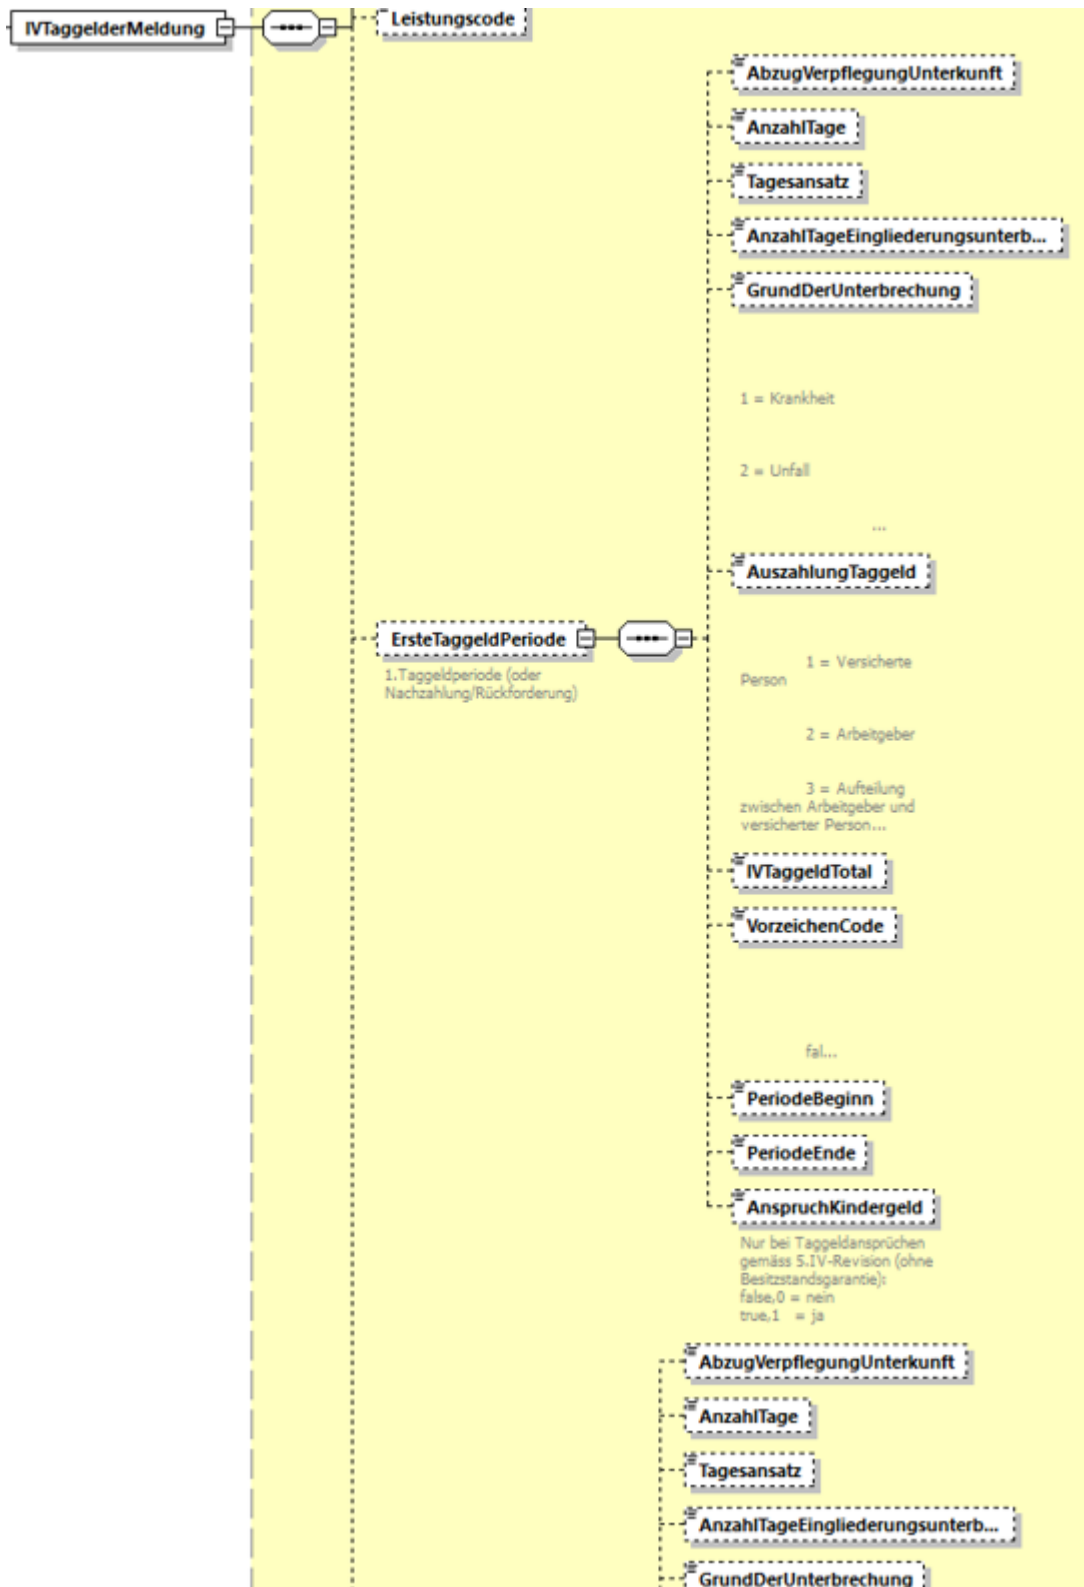 IVTaggelderMeldung
Leistungscode
AbzugVerpflegungUnterkunft
AnzahlTage
Tagesansatz
AnzahlTageEingliederungsunterb...
GrundDerUnterbrechung
1 = Krankheit
2 = Unfall
...
AuszahlungTaggeld
ErsteTaggeldPeriode
1.Taggeldperiode (oder
Nachzahlung/Rückforderung)
1 = Versicherte
Person
2 = Arbeitgeber
3 = Aufteilung
zwischen Arbeitgeber und
versicherter Person...
IVTaggeldTotal
VorzeichenCode
fal...
PeriodeBeginn
PeriodeEnde
AnspruchKindergeld
Nur bei Taggeldansprüchen
gemäss 5.IV-Revision (ohne
Besitzstandsgarantie):
false,0 = nein
true,1 = ja
AbzugVerpflegungUnterkunft
AnzahlTage
Tagesansatz
AnzahlTageEingliederungsunterb...
GrundDerUnterbrechung